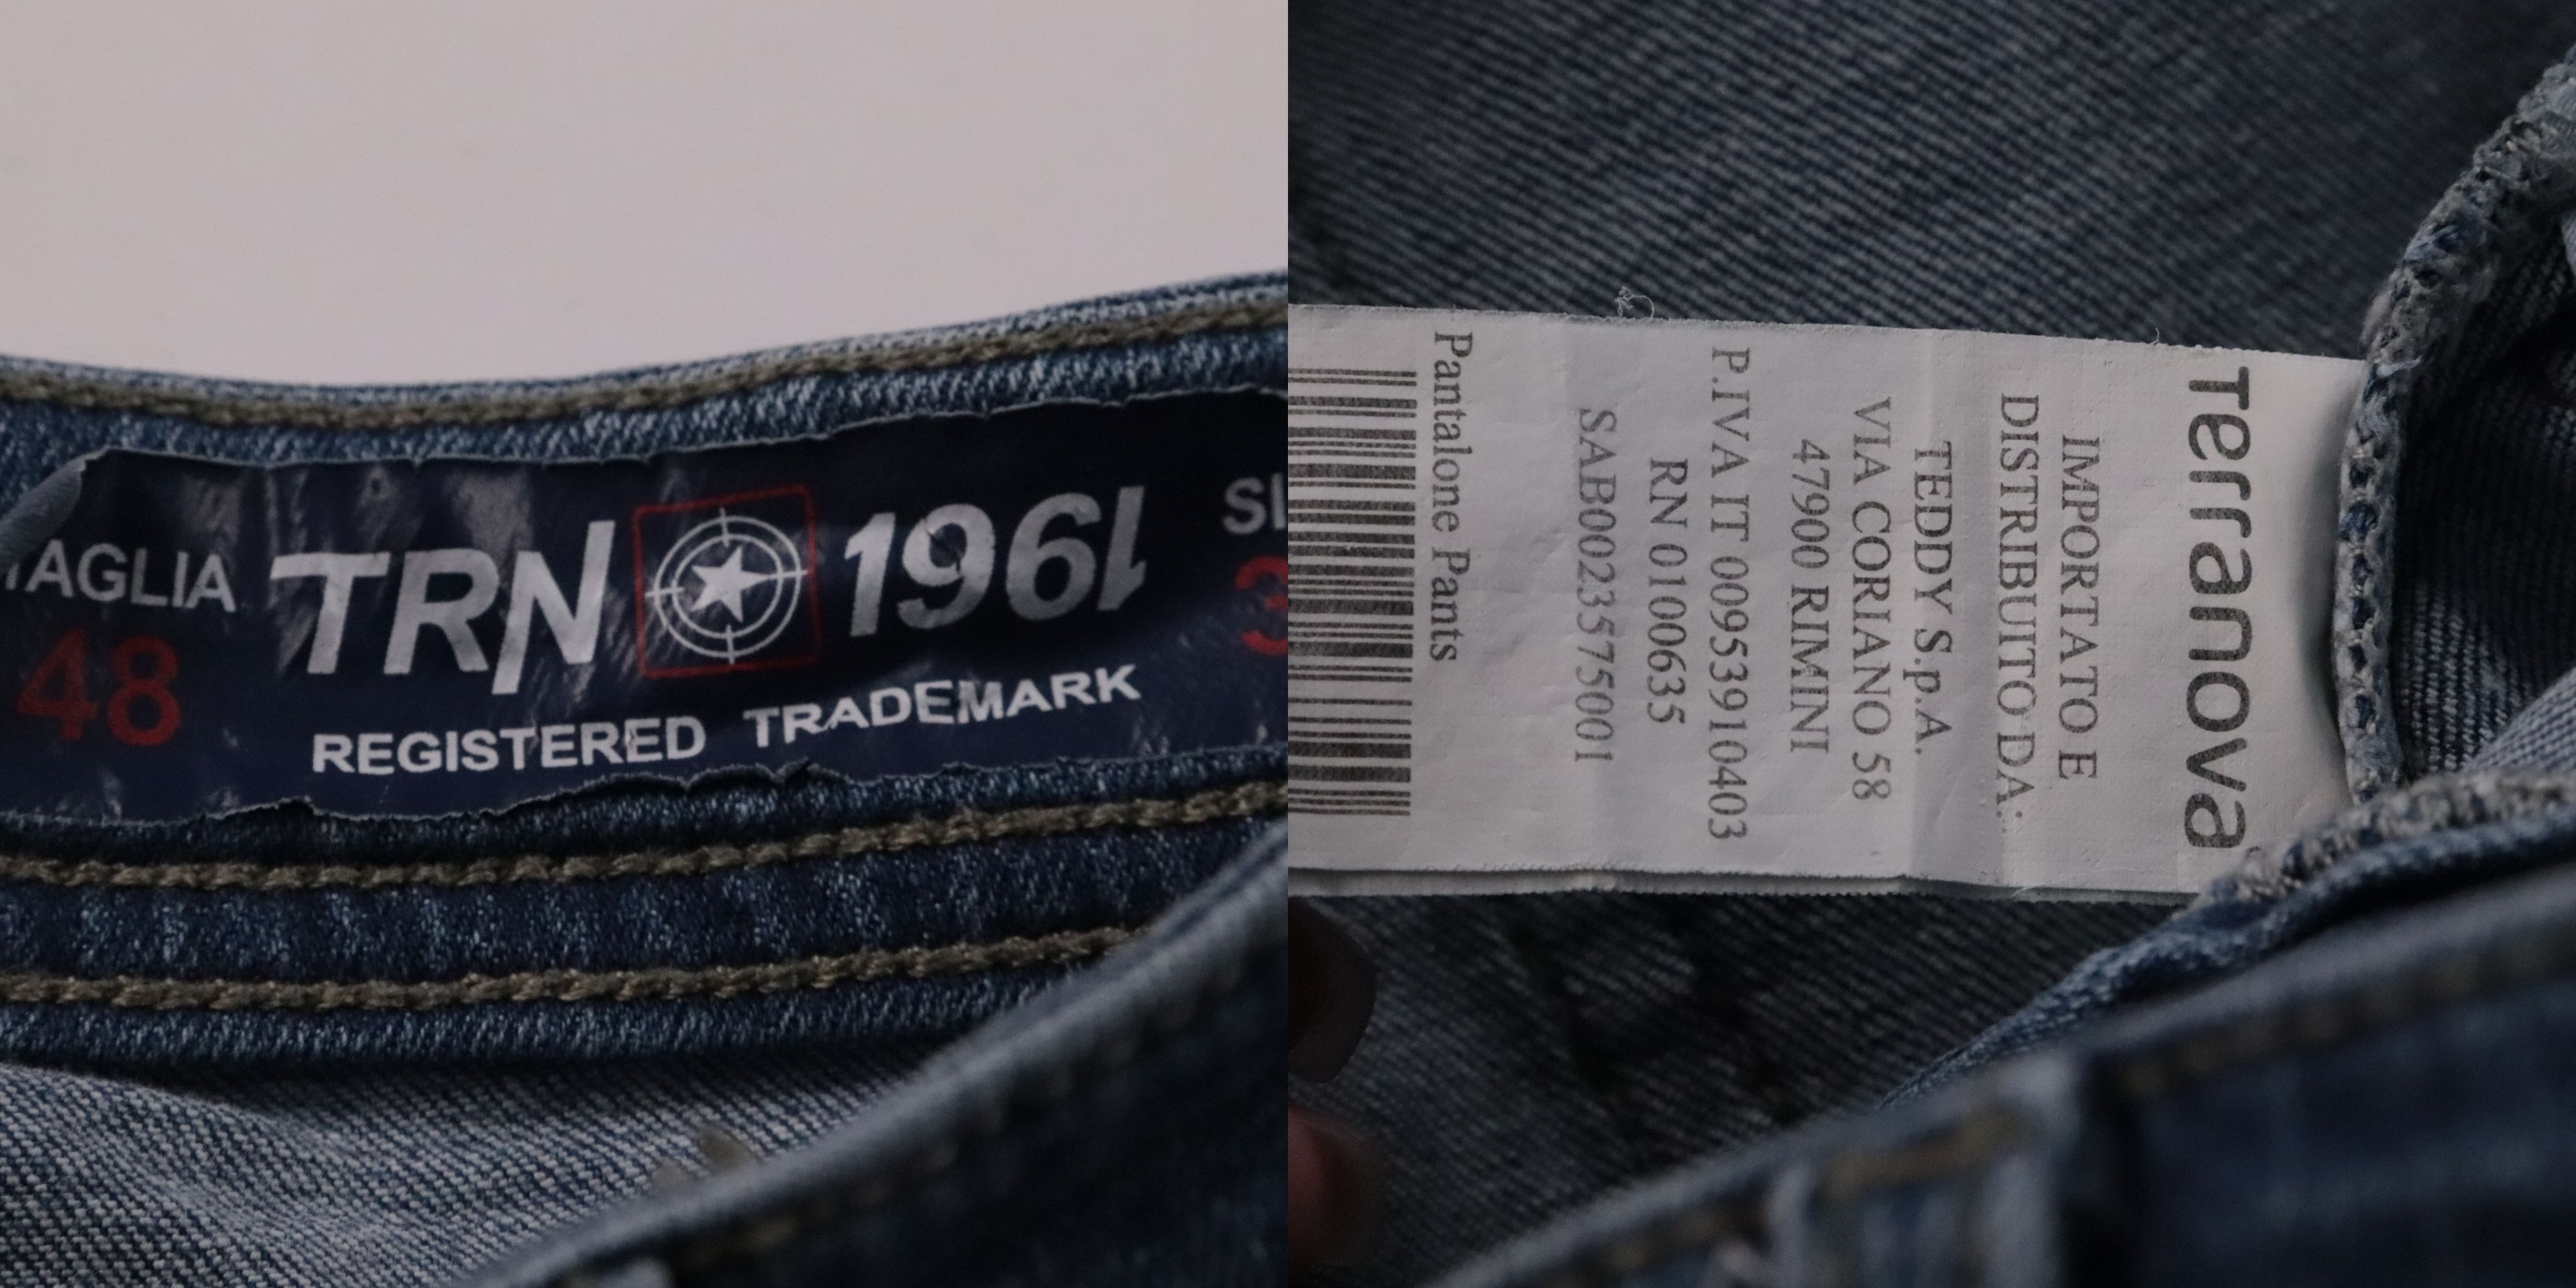 TAGLIA
48
TRN 1961
REGISTERED TRADEMARK
terranova
IMPORTATO E
DISTRIBUITO DA:
TEDDY S.p.A.
VIA CORIANO 58
47900 RIMINI
P.IVA IT 00953910403
RN 0100635
SAB0023575001
Pantalone Pants